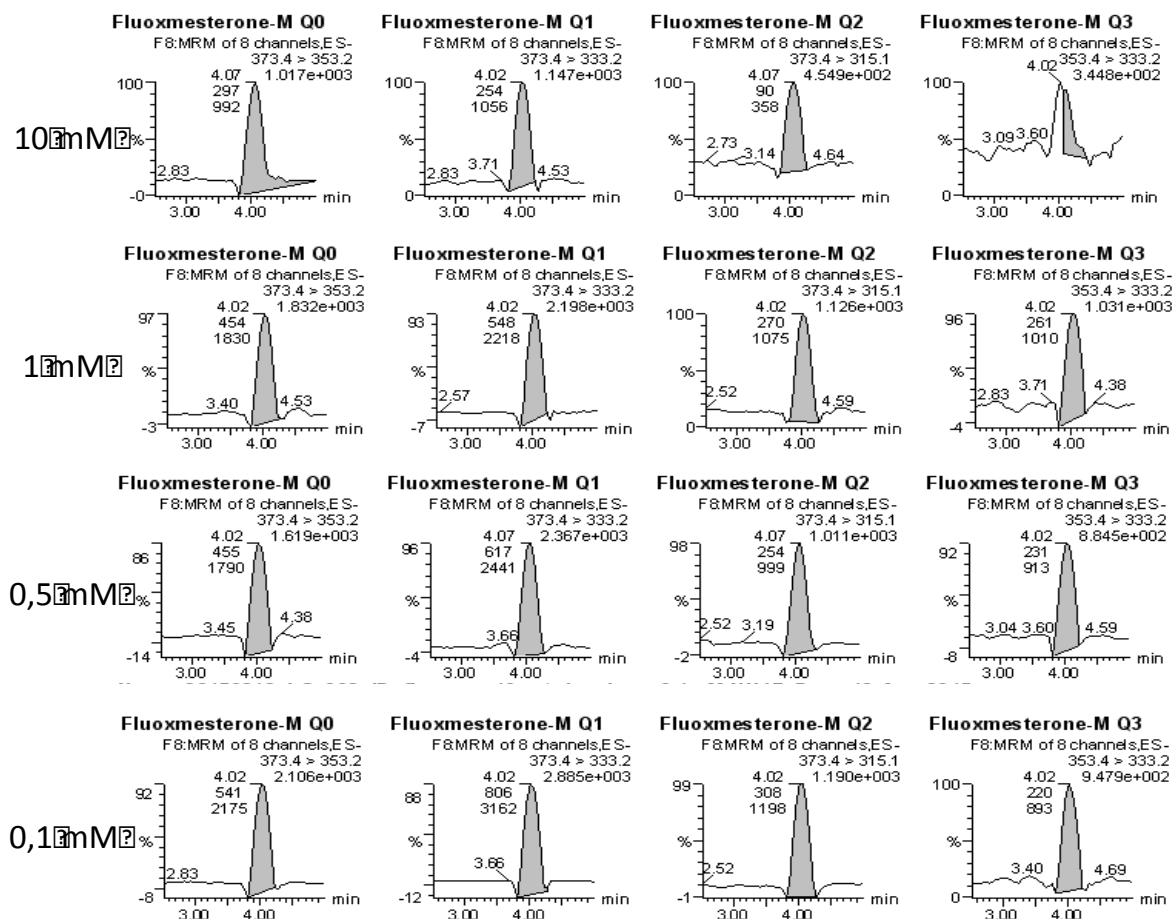 Fluoxmesterone-M Q0
F8:MRM of 8 channels,ES-
373.4 > 353.2
1.017e+003
4.07
297
992
100
%
2.83
-0
3.00 4.00 min
Fluoxmesterone-M Q1
F8:MRM of 8 channels,ES-
373.4 > 333.2
1.147e+003
4.02
254
1056
100
%
2.83 3.71 4.53
0
3.00 4.00 min
Fluoxmesterone-M Q2
F8:MRM of 8 channels,ES-
373.4 > 315.1
4.549e+002
4.07
90
358
100
%
2.73 3.14 4.64
0
3.00 4.00 min
Fluoxmesterone-M Q3
F8:MRM of 8 channels,ES-
353.4 > 333.2
3.448e+002
4.02
100
%
3.09 3.60
0
3.00 4.00 min
10 mM
Fluoxmesterone-M Q0
F8:MRM of 8 channels,ES-
373.4 > 353.2
1.832e+003
4.02
454
1830
97
%
3.40 4.53
-3
3.00 4.00 min
Fluoxmesterone-M Q1
F8:MRM of 8 channels,ES-
373.4 > 333.2
2.198e+003
4.02
548
2218
93
%
2.57
-7
3.00 4.00 min
Fluoxmesterone-M Q2
F8:MRM of 8 channels,ES-
373.4 > 315.1
1.126e+003
4.02
270
1075
100
%
2.52 4.59
0
3.00 4.00 min
Fluoxmesterone-M Q3
F8:MRM of 8 channels,ES-
353.4 > 333.2
1.031e+003
4.02
261
1010
96
%
2.83 3.71 4.38
-4
3.00 4.00 min
1 mM
Fluoxmesterone-M Q0
F8:MRM of 8 channels,ES-
373.4 > 353.2
1.619e+003
4.02
455
1790
86
%
3.45 4.38
-14
3.00 4.00 min
Fluoxmesterone-M Q1
F8:MRM of 8 channels,ES-
373.4 > 333.2
2.367e+003
4.07
617
2441
96
%
3.66
-4
3.00 4.00 min
Fluoxmesterone-M Q2
F8:MRM of 8 channels,ES-
373.4 > 315.1
1.011e+003
4.07
254
999
98
%
2.52 3.19
-2
3.00 4.00 min
Fluoxmesterone-M Q3
F8:MRM of 8 channels,ES-
353.4 > 333.2
8.845e+002
4.02
231
913
92
%
3.04 3.60 4.59
-8
3.00 4.00 min
0,5 mM
Fluoxmesterone-M Q0
F8:MRM of 8 channels,ES-
373.4 > 353.2
2.106e+003
4.02
541
2175
92
%
2.83
-8
3.00 4.00 min
Fluoxmesterone-M Q1
F8:MRM of 8 channels,ES-
373.4 > 333.2
2.885e+003
4.02
806
3162
88
%
3.66
-12
3.00 4.00 min
Fluoxmesterone-M Q2
F8:MRM of 8 channels,ES-
373.4 > 315.1
1.190e+003
4.02
308
1198
99
%
2.52
-1
3.00 4.00 min
Fluoxmesterone-M Q3
F8:MRM of 8 channels,ES-
353.4 > 333.2
9.479e+002
4.02
220
893
100
%
3.40 4.69
0
3.00 4.00 min
0,1 mM